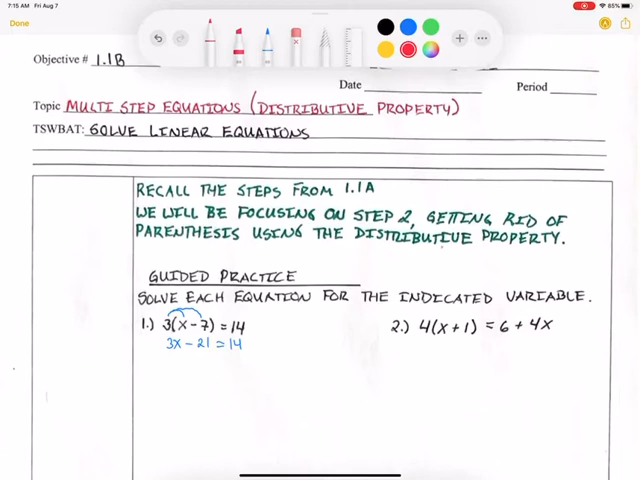 7:15 AM Fri Aug 7
85%
Done
Objective # 1.1B
Date Period
Topic MULTI STEP EQUATIONS (DISTRIBUTIVE PROPERTY)
TSWBAT: SOLVE LINEAR EQUATIONS
RECALL THE STEPS FROM 1.1A
WE WILL BE FOCUSING ON STEP 2, GETTING RID OF
PARENTHESIS USING THE DISTRIBUTIVE PROPERTY.
GUIDED PRACTICE
SOLVE EACH EQUATION FOR THE INDICATED VARIABLE.
1.) 3(x-7) = 14
3x - 21 = 14
2.) 4(x+1) = 6 + 4x